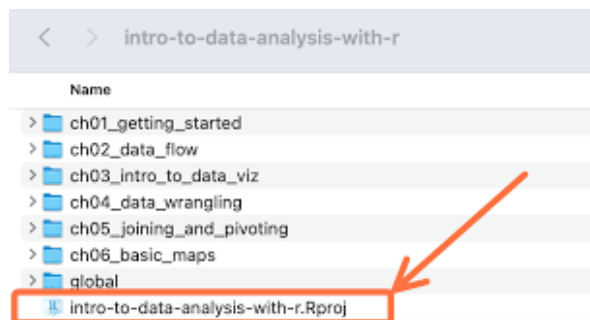 intro-to-data-analysis-with-r
Name
ch01_getting_started
ch02_data_flow
ch03_intro_to_data_viz
ch04_data_wrangling
ch05_joining_and_pivoting
ch06_basic_maps
global
intro-to-data-analysis-with-r.Rproj